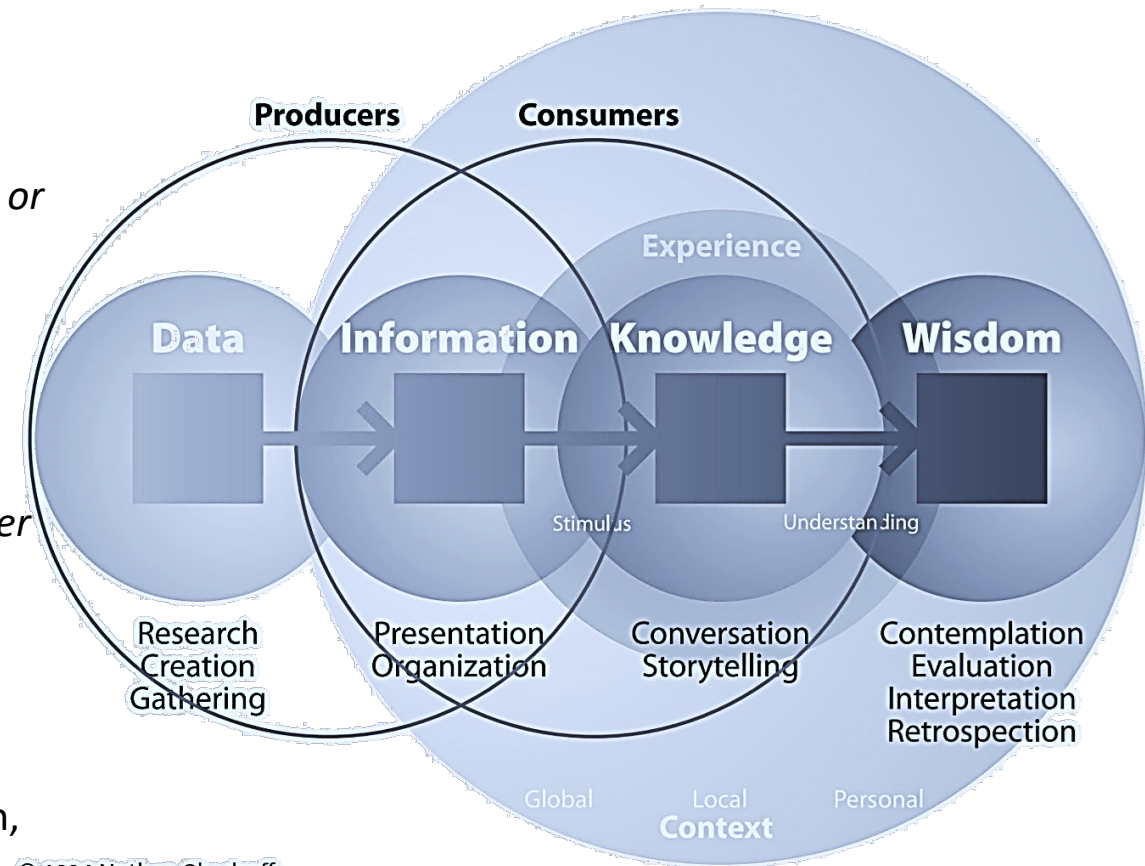 Producers
Consumers
or
Experience
Data
Information
Knowledge
Wisdom
er
Stimulus
Understanding
Research
Creation
Gathering
Presentation
Organization
Conversation
Storytelling
Contemplation
Evaluation
Interpretation
Retrospection
Global
Local
Personal
Context
n,